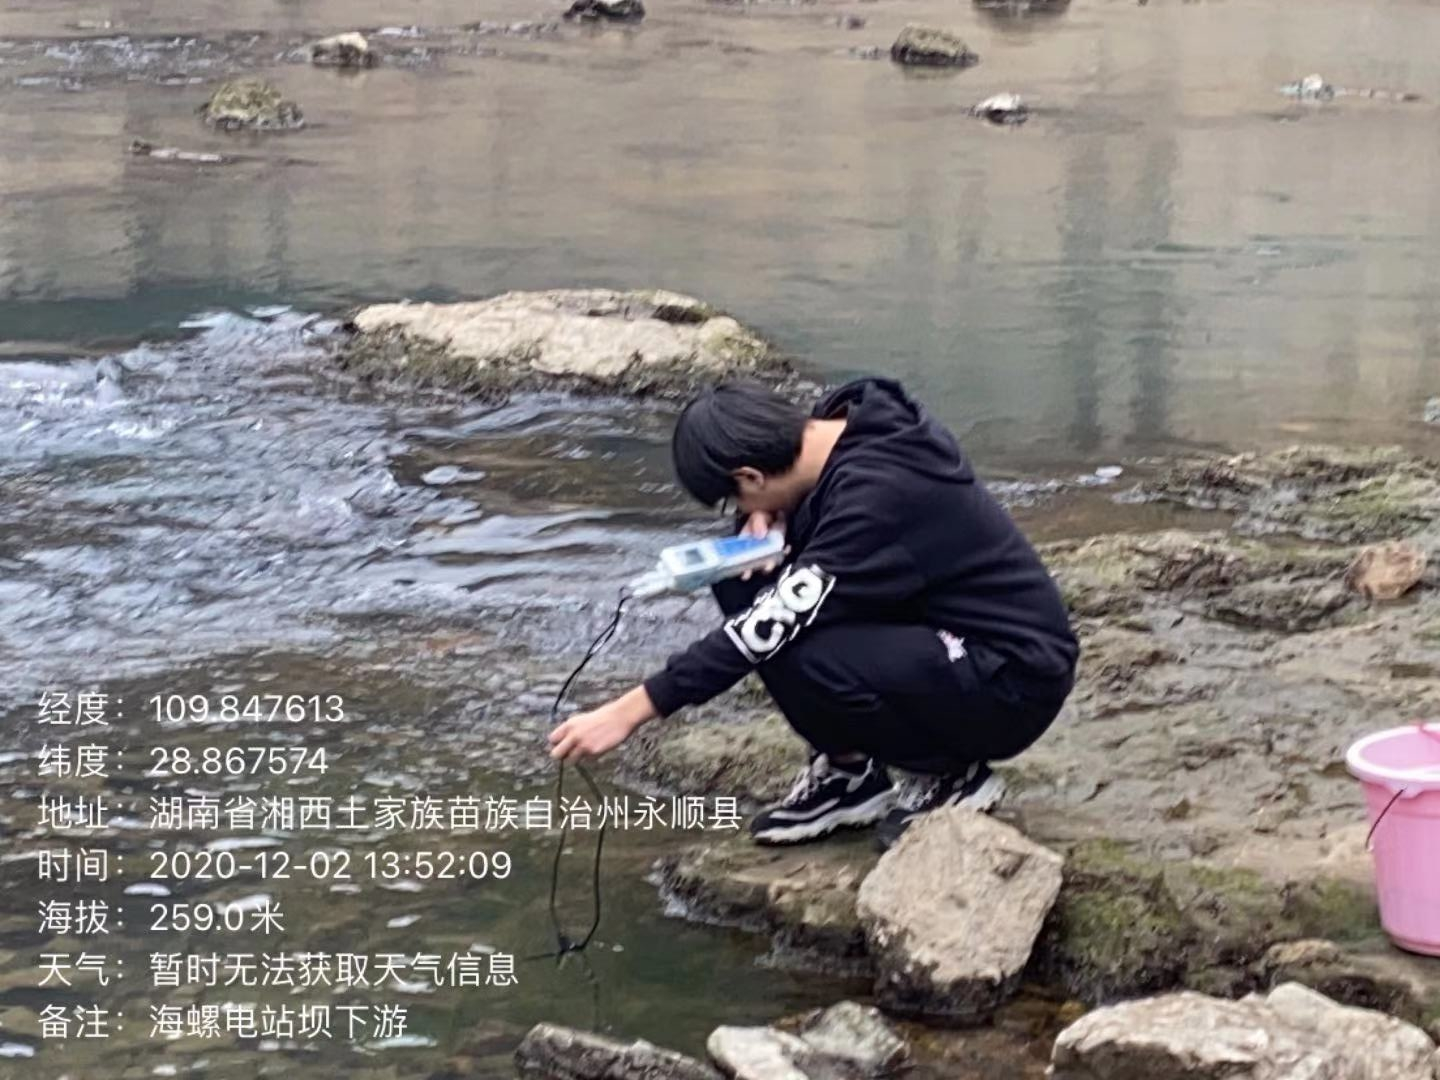 CXQ
经度：109.847613
纬度：28.867574
地址：湖南省湘西土家族苗族自治州永顺县
时间：2020-12-02 13:52:09
海拔：259.0米
天气：暂时无法获取天气信息
备注：海螺电站坝下游